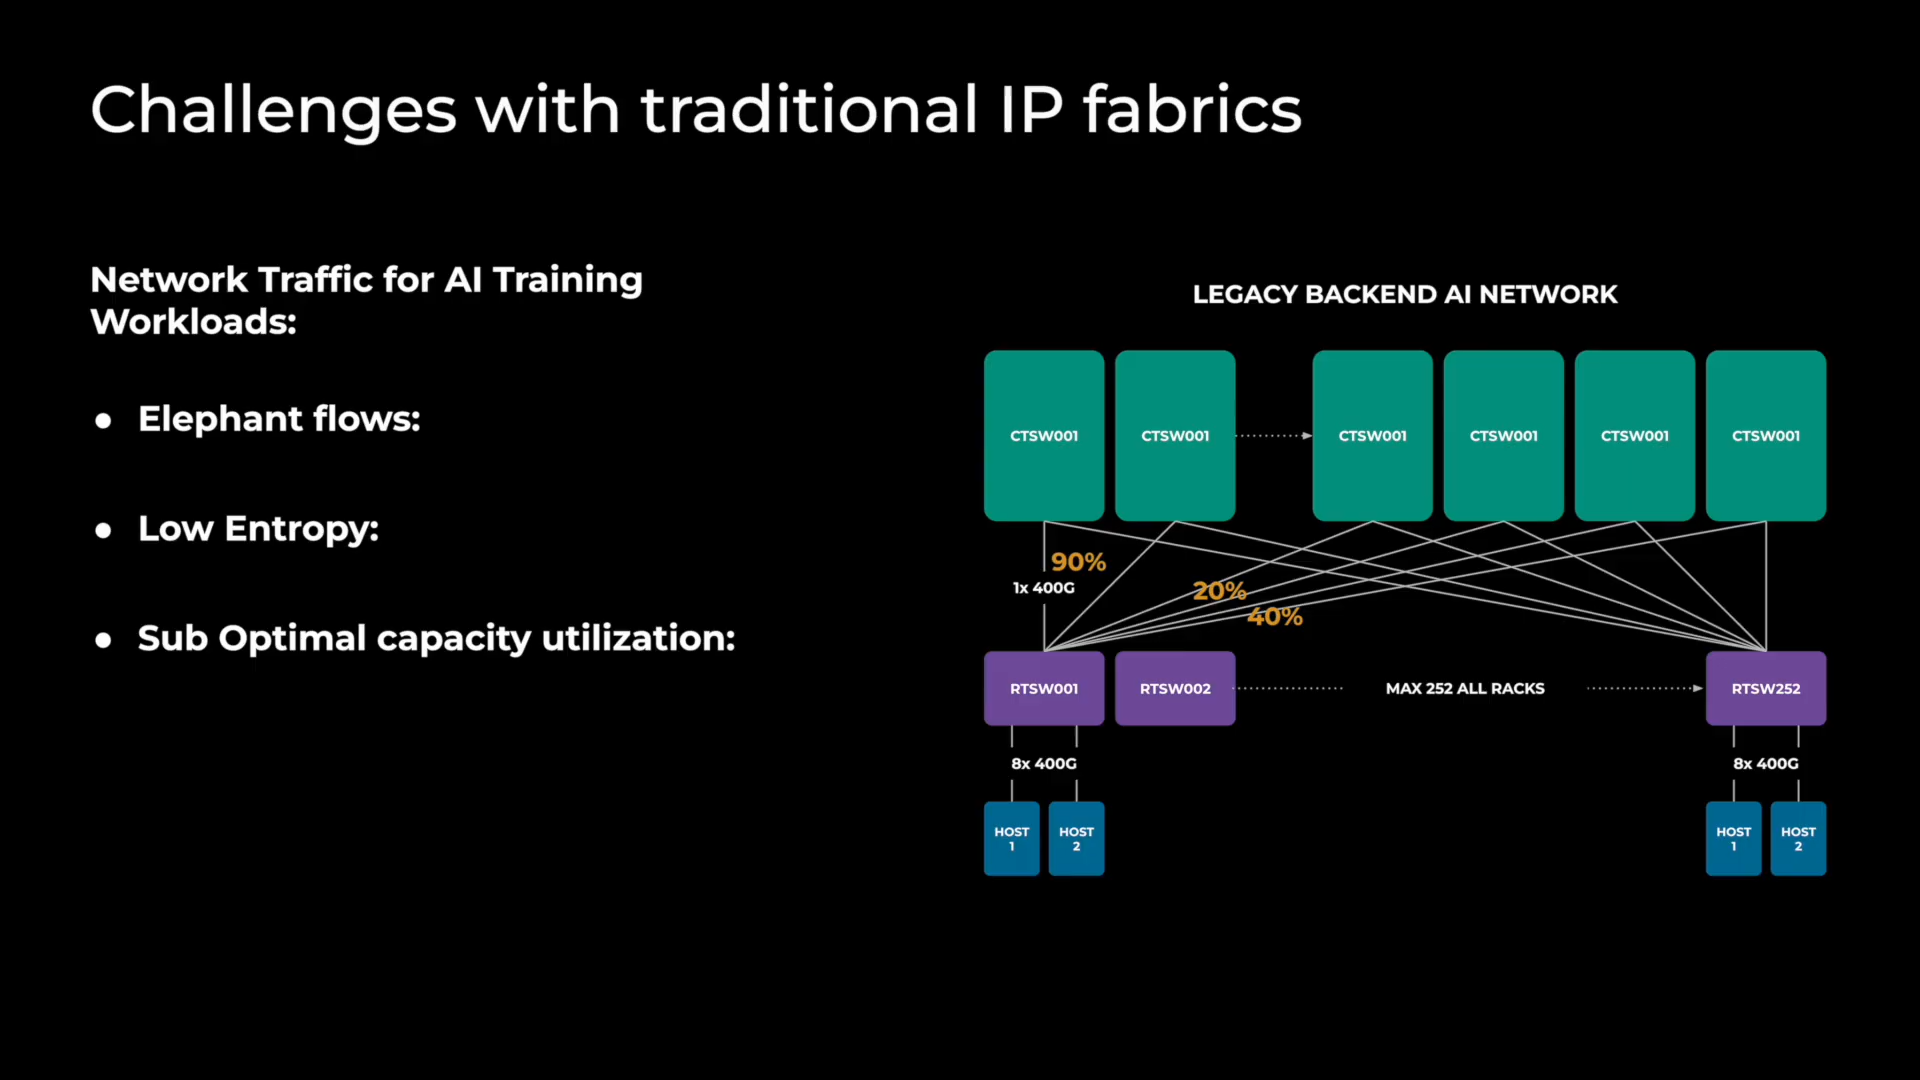 Challenges with traditional IP fabrics
Network Traffic for AI Training
Workloads:
● Elephant flows:
● Low Entropy:
● Sub Optimal capacity utilization:
LEGACY BACKEND AI NETWORK
CTSW001
CTSW001
CTSW001
CTSW001
CTSW001
CTSW001
90%
1x 400G
20%
40%
RTSW001
RTSW002
MAX 252 ALL RACKS
RTSW252
8x 400G
8x 400G
HOST
1
HOST
2
HOST
1
HOST
2